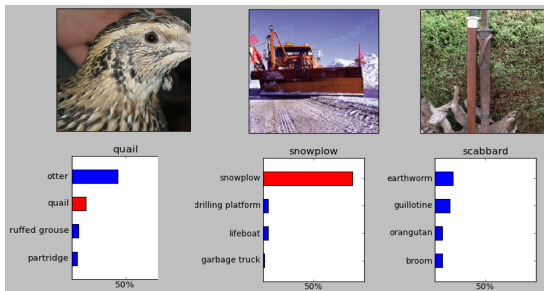 quail
otter
quail
ruffed grouse
partridge
50%
snowplow
snowplow
drilling platform
lifeboat
garbage truck
50%
scabbard
earthworm
guillotine
orangutan
broom
50%